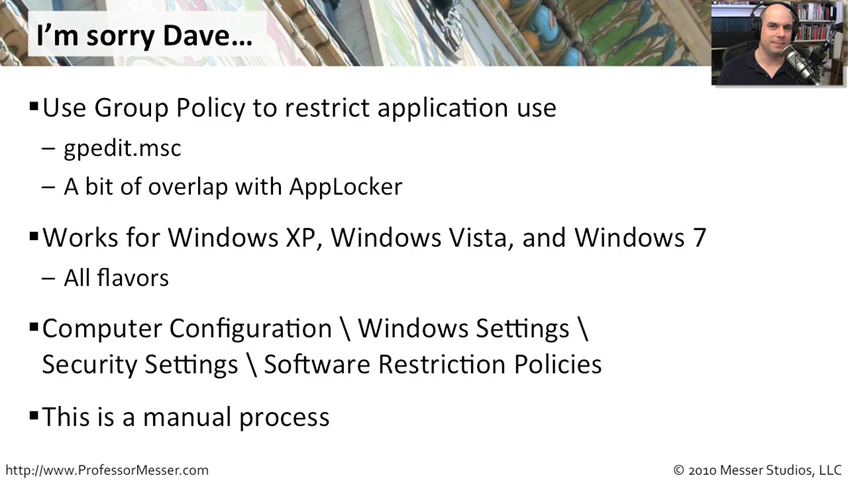 I'm sorry Dave…
▪Use Group Policy to restrict application use
– gpedit.msc
– A bit of overlap with AppLocker
▪Works for Windows XP, Windows Vista, and Windows 7
– All flavors
▪Computer Configuration \ Windows Settings \
Security Settings \ Software Restriction Policies
▪This is a manual process
http://www.ProfessorMesser.com
© 2010 Messer Studios, LLC